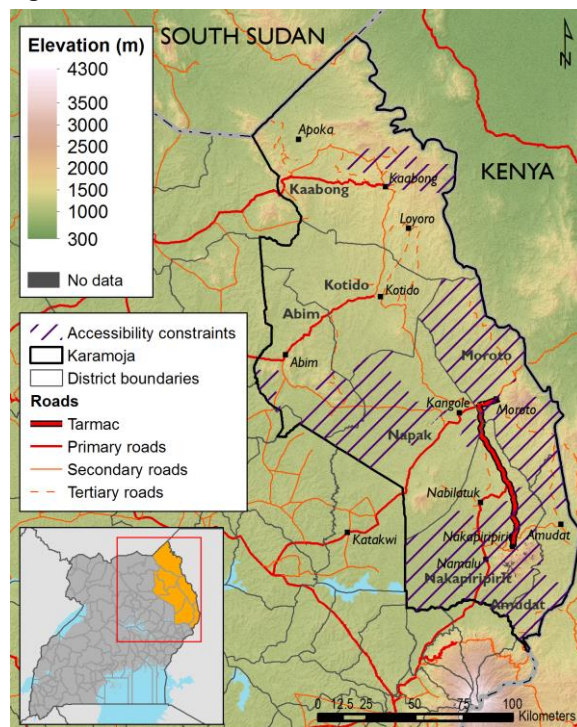 SOUTH SUDAN
Elevation (m)
4300
3500
3000
2500
2000
1500
1000
300
No data
N
KENYA
Apoka
Kaabong
Kaabong
Loyoro
Kotido
Kotido
Abim
Abim
Moroto
Moroto
Kangole
Napak
Nabilatuk
Katakwi
Nakapiripirit
Amudat
Namalu
Nakapiripirit
Amudat
Accessibility constraints
Karamoja
District boundaries
Roads
Tarmac
Primary roads
Secondary roads
Tertiary roads
0 12.5 25 50 75 100
Kilometers